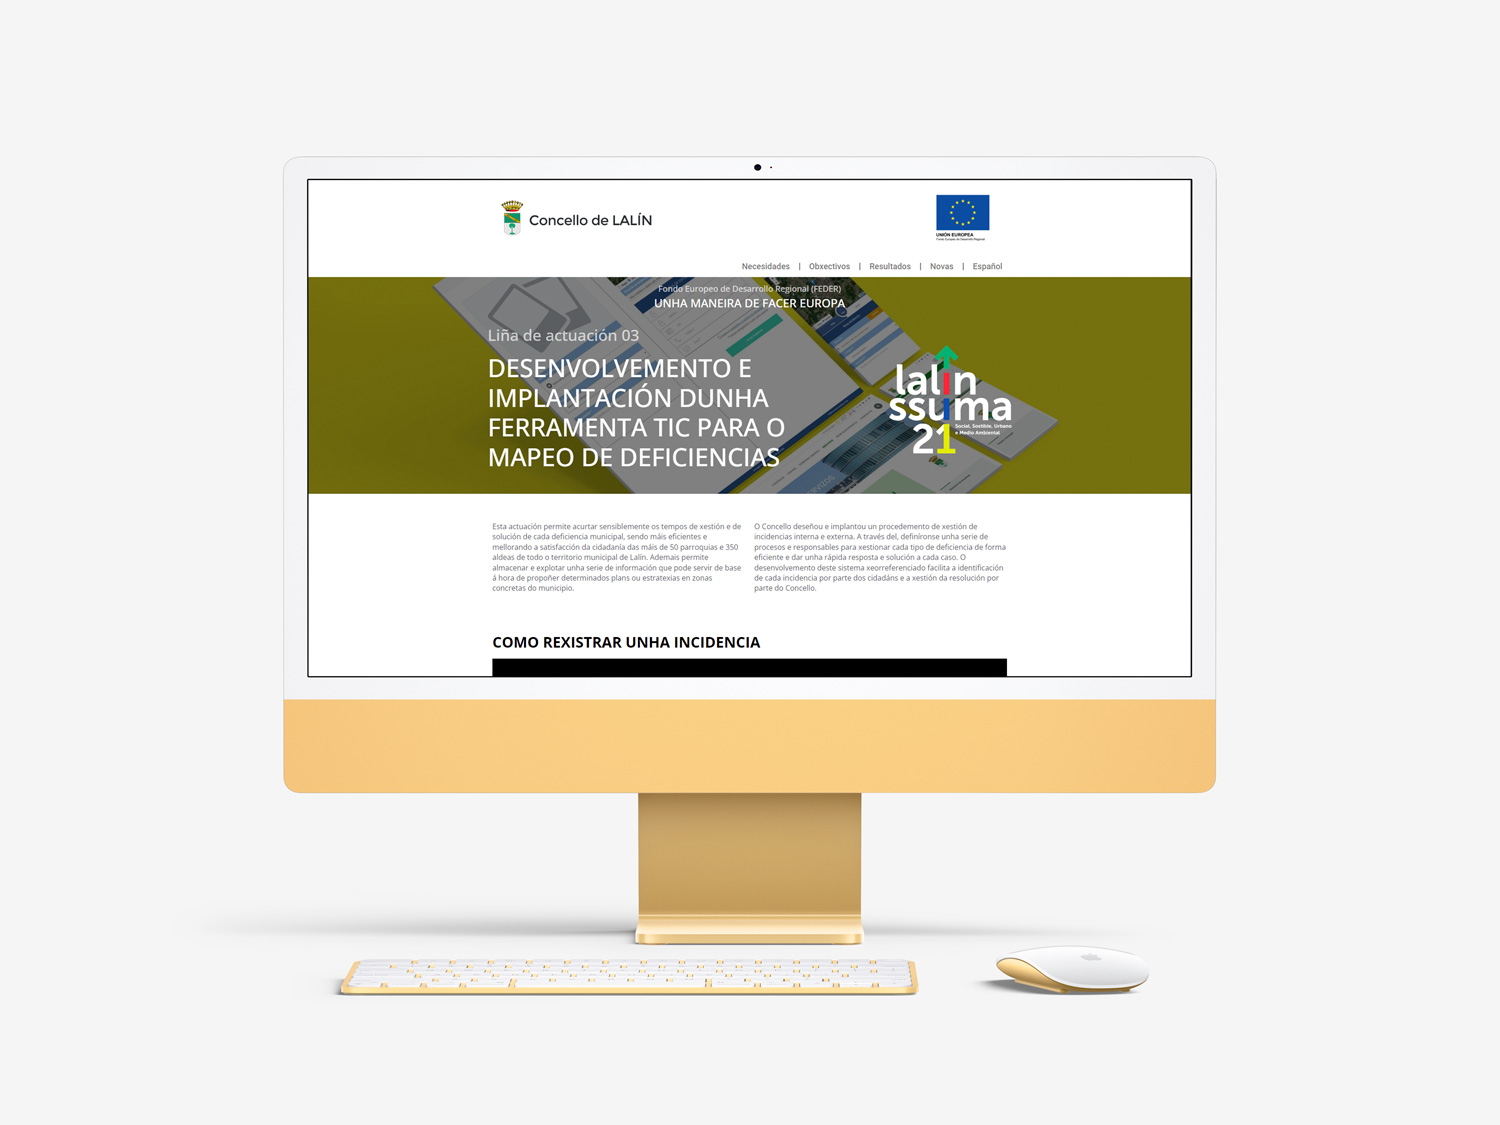 Concello de LALÍN
UNIÓN EUROPEA
Fondo Europeo de Desarrollo Regional
Necesidades | Obxectivos | Resultados | Novas | Español
Fondo Europeo de Desarrollo Regional (FEDER)
UNHA MANEIRA DE FACER EUROPA
Liña de actuación 03
DESENVOLVEMENTO E
IMPLANTACIÓN DUNHA
FERRAMENTA TIC PARA O
MAPEO DE DEFICIENCIAS
lalín
ssuma
21
Social, Sostible, Urbano
e Medio Ambiental
Esta actuación permite acurtar sensiblemente os tempos de xestión e de
solución de cada deficiencia municipal, sendo máis eficientes e
mellorando a satisfacción da cidadanía das máis de 50 parroquias e 350
aldeas de todo o territorio municipal de Lalín. Ademais permite
almacenar e explotar unha serie de información que pode servir de base
á hora de propoñer determinados plans ou estratexias en zonas
concretas do municipio.
O Concello deseñou e implantou un procedemento de xestión de
incidencias interna e externa. A través del, definíronse unha serie de
procesos e responsables para xestionar cada tipo de deficiencia de forma
eficiente e dar unha rápida resposta e solución a cada caso. O
desenvolvemento deste sistema xeorreferenciado facilita a identificación
de cada incidencia por parte dos cidadáns e a xestión da resolución por
parte do Concello.
COMO REXISTRAR UNHA INCIDENCIA